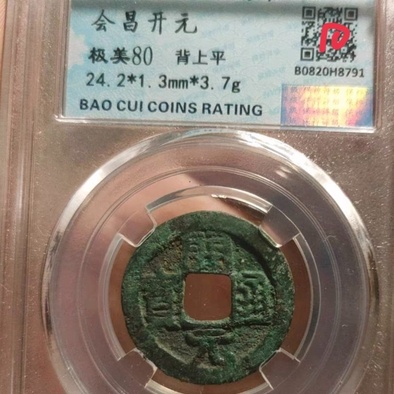 会昌开元
极美80 背上平
24.2*1.3mm*3.7g
B0820H8791
BAO CUI COINS RATING
開元通寳